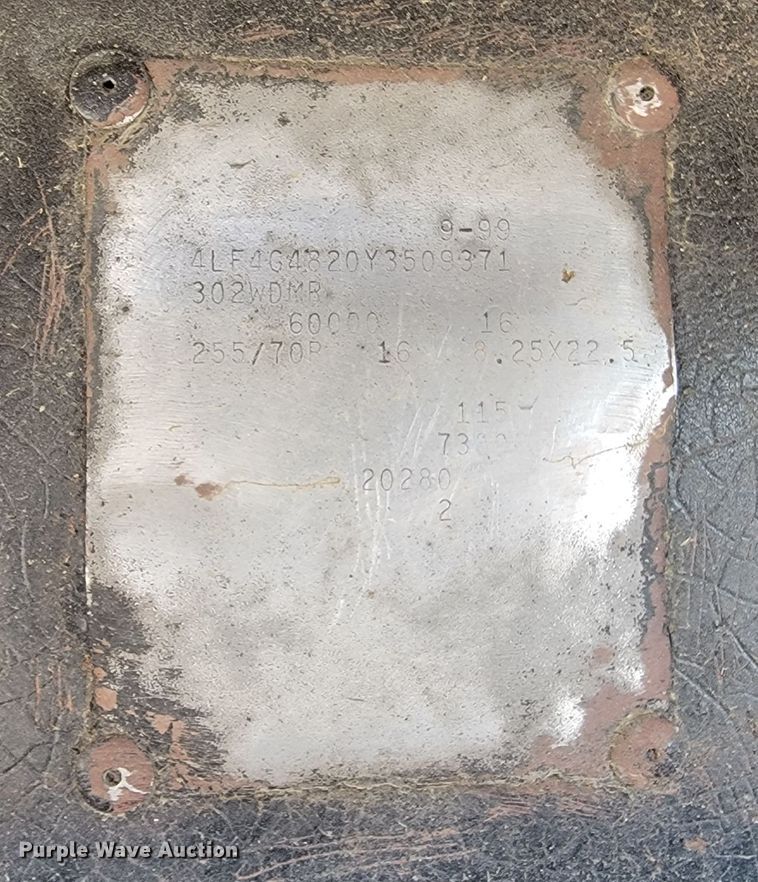 9-99
4LF4G4820Y3509371
302WDMR
60000 16
255/70R 16 8.25X22.5
115
20280
2
Purple Wave Auction